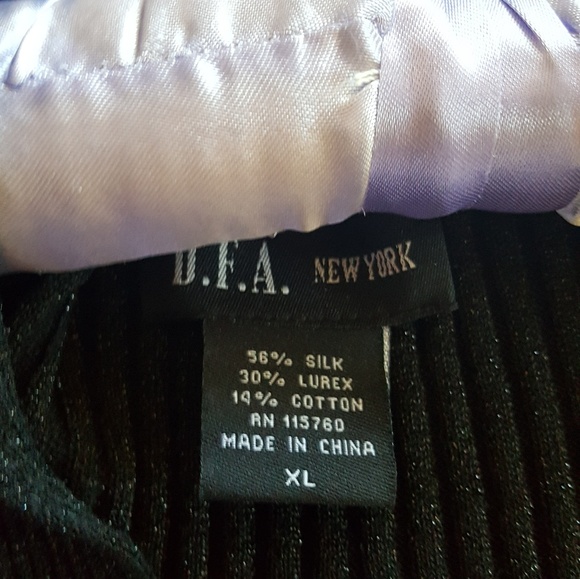 D.F.A. NEW YORK
56% SILK
30% LUREX
14% COTTON
RN 115760
MADE IN CHINA
XL